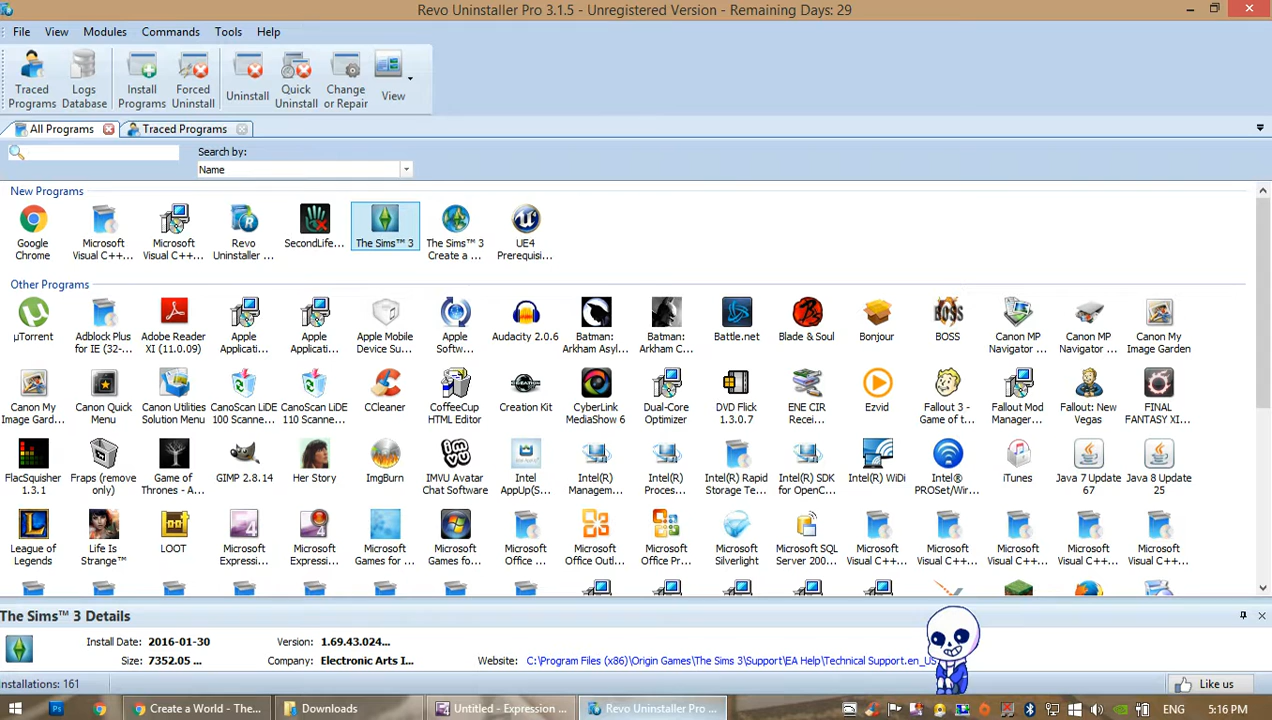 Revo Uninstaller Pro 3.1.5 - Unregistered Version - Remaining Days: 29
File View Modules Commands Tools Help
Traced Programs
Logs Database
Install Programs
Forced Uninstall
Uninstall
Quick Uninstall
Change or Repair
View
All Programs Traced Programs
Search by:
Name
New Programs
Google Chrome
Microsoft Visual C++...
Microsoft Visual C++...
Revo Uninstaller ...
SecondLife...
The Sims™ 3
The Sims™ 3 Create a ...
UE4 Prerequisi...
Other Programs
µTorrent
Adblock Plus for IE (32-...
Adobe Reader XI (11.0.09)
Apple Applicati...
Apple Applicati...
Apple Mobile Device Su...
Apple Softw...
Audacity 2.0.6
Batman: Arkham Asyl...
Batman: Arkham C...
Battle.net
Blade & Soul
Bonjour
BOSS
Canon MP Navigator ...
Canon MP Navigator ...
Canon My Image Garden
Canon My Image Gard...
Canon Quick Menu
Canon Utilities Solution Menu
CanoScan LiDE 100 Scanne...
CanoScan LiDE 110 Scanne...
CCleaner
CoffeeCup HTML Editor
Creation Kit
CyberLink MediaShow 6
Dual-Core Optimizer
DVD Flick 1.3.0.7
ENE CIR Recei...
Ezvid
Fallout 3 - Game of t...
Fallout Mod Manager...
Fallout: New Vegas
FINAL FANTASY XI...
FlacSquisher 1.3.1
Fraps (remove only)
Game of Thrones - A...
GIMP 2.8.14
Her Story
ImgBurn
IMVU Avatar Chat Software
Intel AppUp(S...
Intel(R) Managem...
Intel(R) Proces...
Intel(R) Rapid Storage Te...
Intel(R) SDK for OpenC...
Intel(R) WiDi
Intel® PROSet/Wir...
iTunes
Java 7 Update 67
Java 8 Update 25
League of Legends
Life Is Strange™
LOOT
Microsoft Expressi...
Microsoft Expressi...
Microsoft Games for ...
Microsoft Games fo...
Microsoft Office ...
Microsoft Office Outl...
Microsoft Office Pr...
Microsoft Silverlight
Microsoft SQL Server 200...
Microsoft Visual C++...
Microsoft Visual C++...
Microsoft Visual C++...
Microsoft Visual C++...
Microsoft Visual C++...
The Sims™ 3 Details
Install Date: 2016-01-30 Version: 1.69.43.024...
Size: 7352.05 ... Company: Electronic Arts I... Website: C:\Program Files (x86)\Origin Games\The Sims 3\Support\EA Help\Technical Support.en_US
Installations: 161
Like us
Create a World - The...
Downloads
Untitled - Expression ...
Revo Uninstaller Pro ...
ENG 5:16 PM